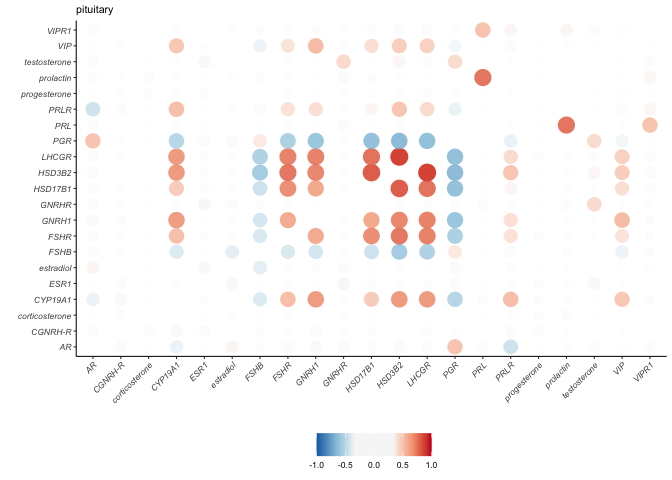 pituitary
VIPR1
VIP
testosterone
prolactin
progesterone
PRLR
PRL
PGR
LHCGR
HSD3B2
HSD17B1
GNRHR
GNRH1
FSHR
FSHB
estradiol
ESR1
CYP19A1
corticosterone
CGNRH-R
AR
AR CGNRH-R corticosterone CYP19A1 ESR1 estradiol FSHB FSHR GNRH1 GNRHR HSD17B1 HSD3B2 LHCGR PGR PRL PRLR progesterone prolactin testosterone VIP VIPR1
-1.0 -0.5 0.0 0.5 1.0